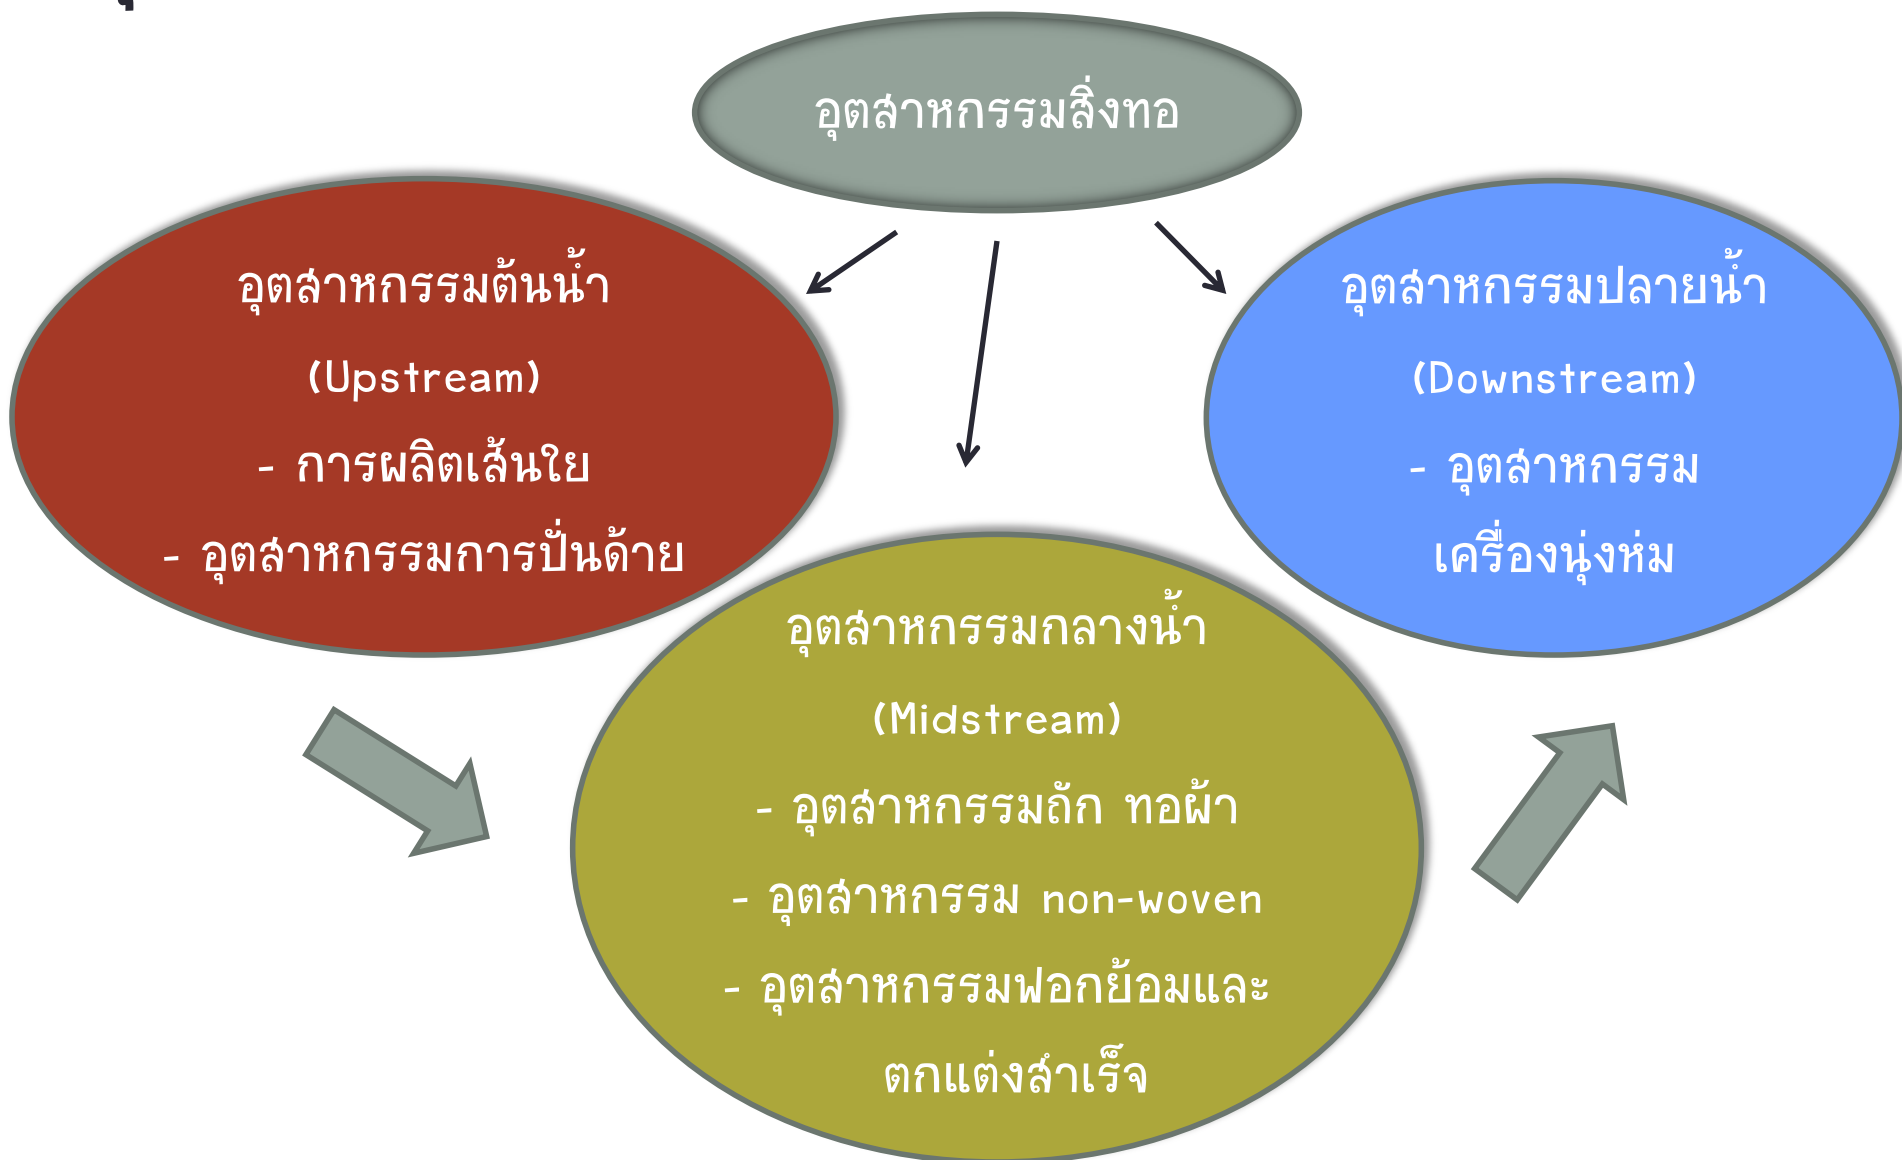 อุตสาหกรรมสิ่งทอ
อุตสาหกรรมต้นน้ำ
(Upstream)
- การผลิตเส้นใย
- อุตสาหกรรมการปั่นด้าย
อุตสาหกรรมกลางน้ำ
(Midstream)
- อุตสาหกรรมถัก ทอผ้า
- อุตสาหกรรม non-woven
- อุตสาหกรรมฟอกย้อมและ
ตกแต่งสำเร็จ
อุตสาหกรรมปลายน้ำ
(Downstream)
- อุตสาหกรรม
เครื่องนุ่งห่ม